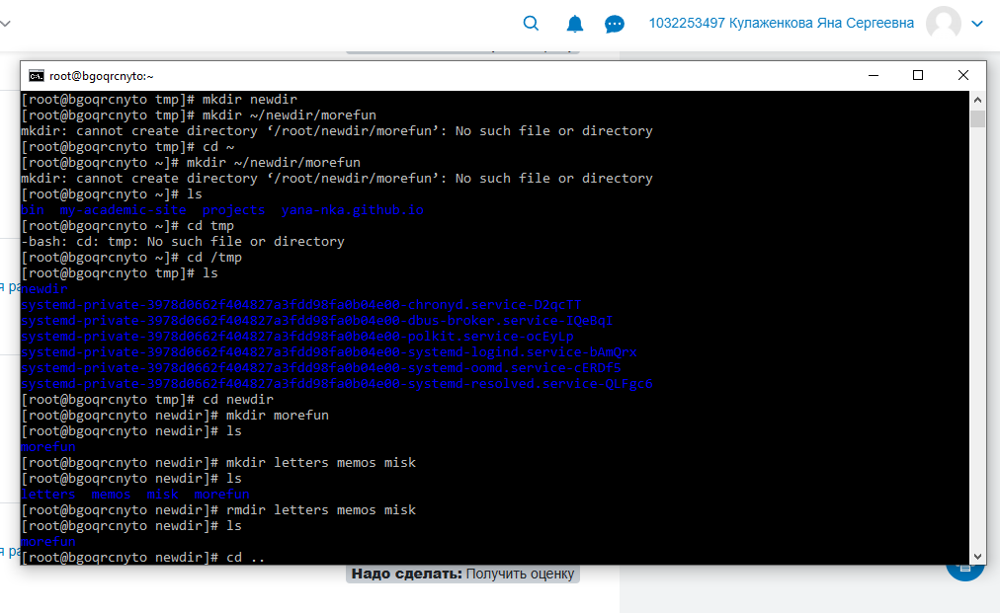 1032253497 Кулаженкова Яна Сергеевна
root@bgoqrcnyto:~
[root@bgoqrcnyto tmp]# mkdir newdir
[root@bgoqrcnyto tmp]# mkdir ~/newdir/morefun
mkdir: cannot create directory ‘/root/newdir/morefun’: No such file or directory
[root@bgoqrcnyto tmp]# cd ~
[root@bgoqrcnyto ~]# mkdir ~/newdir/morefun
mkdir: cannot create directory ‘/root/newdir/morefun’: No such file or directory
[root@bgoqrcnyto ~]# ls
bin  my-academic-site  projects  yana-nka.github.io
[root@bgoqrcnyto ~]# cd tmp
-bash: cd: tmp: No such file or directory
[root@bgoqrcnyto ~]# cd /tmp
[root@bgoqrcnyto tmp]# ls
newdir
systemd-private-3978d0662f404827a3fdd98fa0b04e00-chronyd.service-D2qcTT
systemd-private-3978d0662f404827a3fdd98fa0b04e00-dbus-broker.service-IQeBqI
systemd-private-3978d0662f404827a3fdd98fa0b04e00-polkit.service-ocEyLp
systemd-private-3978d0662f404827a3fdd98fa0b04e00-systemd-logind.service-bAmQrx
systemd-private-3978d0662f404827a3fdd98fa0b04e00-systemd-oomd.service-cERDf5
systemd-private-3978d0662f404827a3fdd98fa0b04e00-systemd-resolved.service-QLFgc6
[root@bgoqrcnyto tmp]# cd newdir
[root@bgoqrcnyto newdir]# mkdir morefun
[root@bgoqrcnyto newdir]# ls
morefun
[root@bgoqrcnyto newdir]# mkdir letters memos misk
[root@bgoqrcnyto newdir]# ls
letters  memos  misk  morefun
[root@bgoqrcnyto newdir]# rmdir letters memos misk
[root@bgoqrcnyto newdir]# ls
morefun
[root@bgoqrcnyto newdir]# cd ..
Надо сделать: Получить оценку